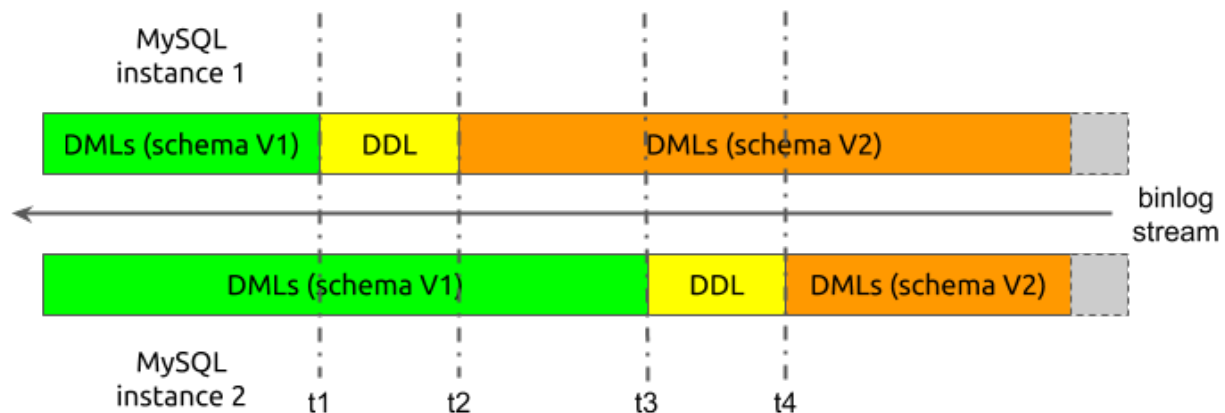 MySQL
instance 1
DMLs (schema V1)
DDL
DMLs (schema V2)
binlog
stream
DMLs (schema V1)
DDL
DMLs (schema V2)
MySQL
instance 2
t1
t2
t3
t4